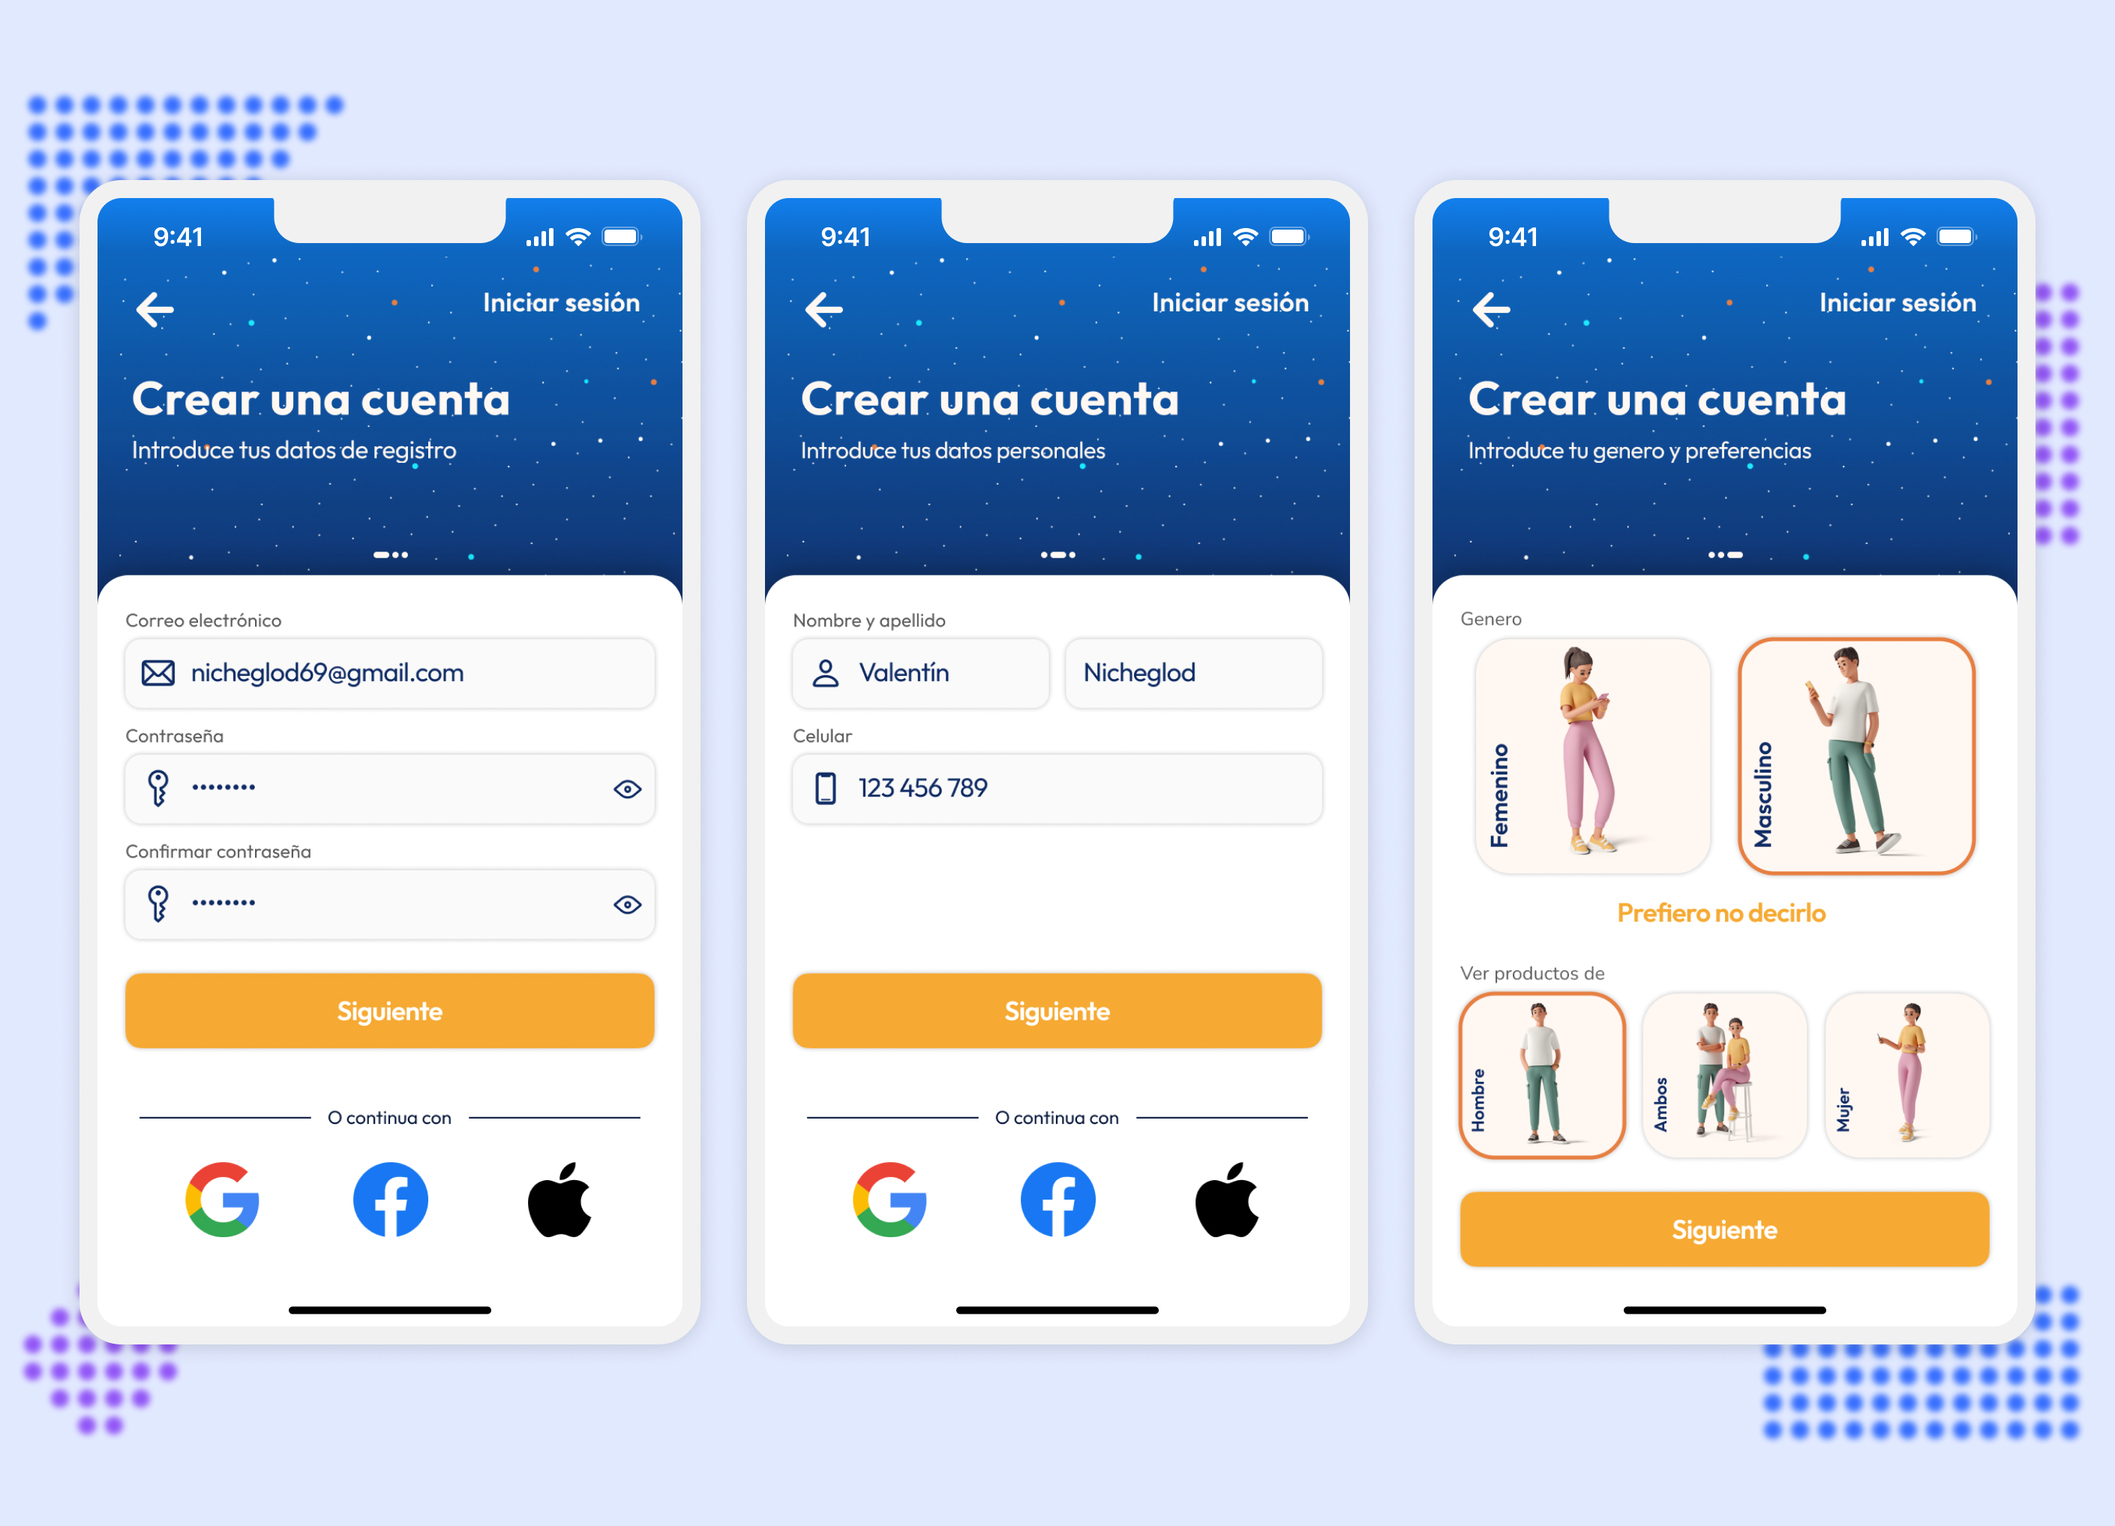 9:41
Iniciar sesión
Crear una cuenta
Introduce tus datos de registro
Correo electrónico
nicheglod69@gmail.com
Contraseña
••••••••
Confirmar contraseña
••••••••
Siguiente
O continua con
9:41
Iniciar sesión
Crear una cuenta
Introduce tus datos personales
Nombre y apellido
Valentín Nicheglod
Celular
123 456 789
Siguiente
O continua con
9:41
Iniciar sesión
Crear una cuenta
Introduce tu genero y preferencias
Genero
Femenino
Masculino
Prefiero no decirlo
Ver productos de
Hombre
Ambos
Mujer
Siguiente